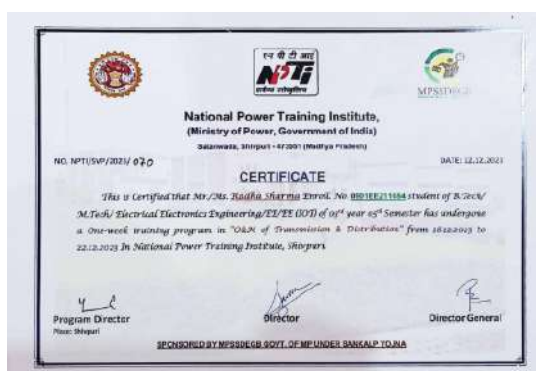 एन पी टी आई
NPTI
MPSSDEGB
National Power Training Institute,
(Ministry of Power, Government of India)
Shivpuri - 473551 (Madhya Pradesh)
NO. NPTI/SVP/2023/ 070
DATE: 12.12.2023
CERTIFICATE
This is Certified that Mr./Ms. Radha Sharma Enroll. No student of B.Tech/
M.Tech/ Electrical Electronics Engineering/EE/EE (IOT) of 03rd year 05th Semester has undergone
a One-week training program in "O&M of Transmission & Distribution" from 18.12.2023 to
22.12.2023 In National Power Training Institute, Shivpuri
Program Director
Place: Shivpuri
Director
Director General
SPONSORED BY MPSSDEGB GOVT. OF MP UNDER SANKALP YOJNA